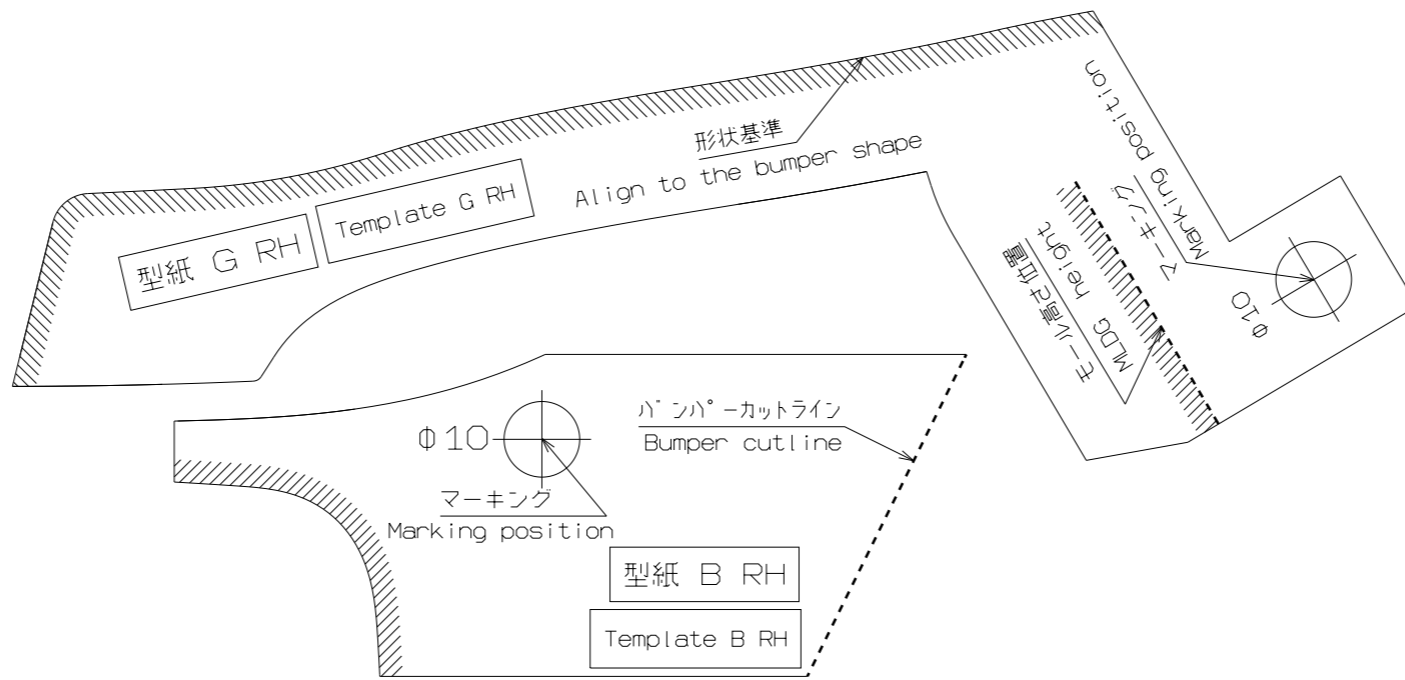 形状基準
Align to the bumper shape
型紙 G RH
Template G RH
マーキング
Marking position
モール高さ位置
MLDG height
Φ10
Φ10
マーキング
Marking position
バンパーカットライン
Bumper cutline
型紙 B RH
Template B RH